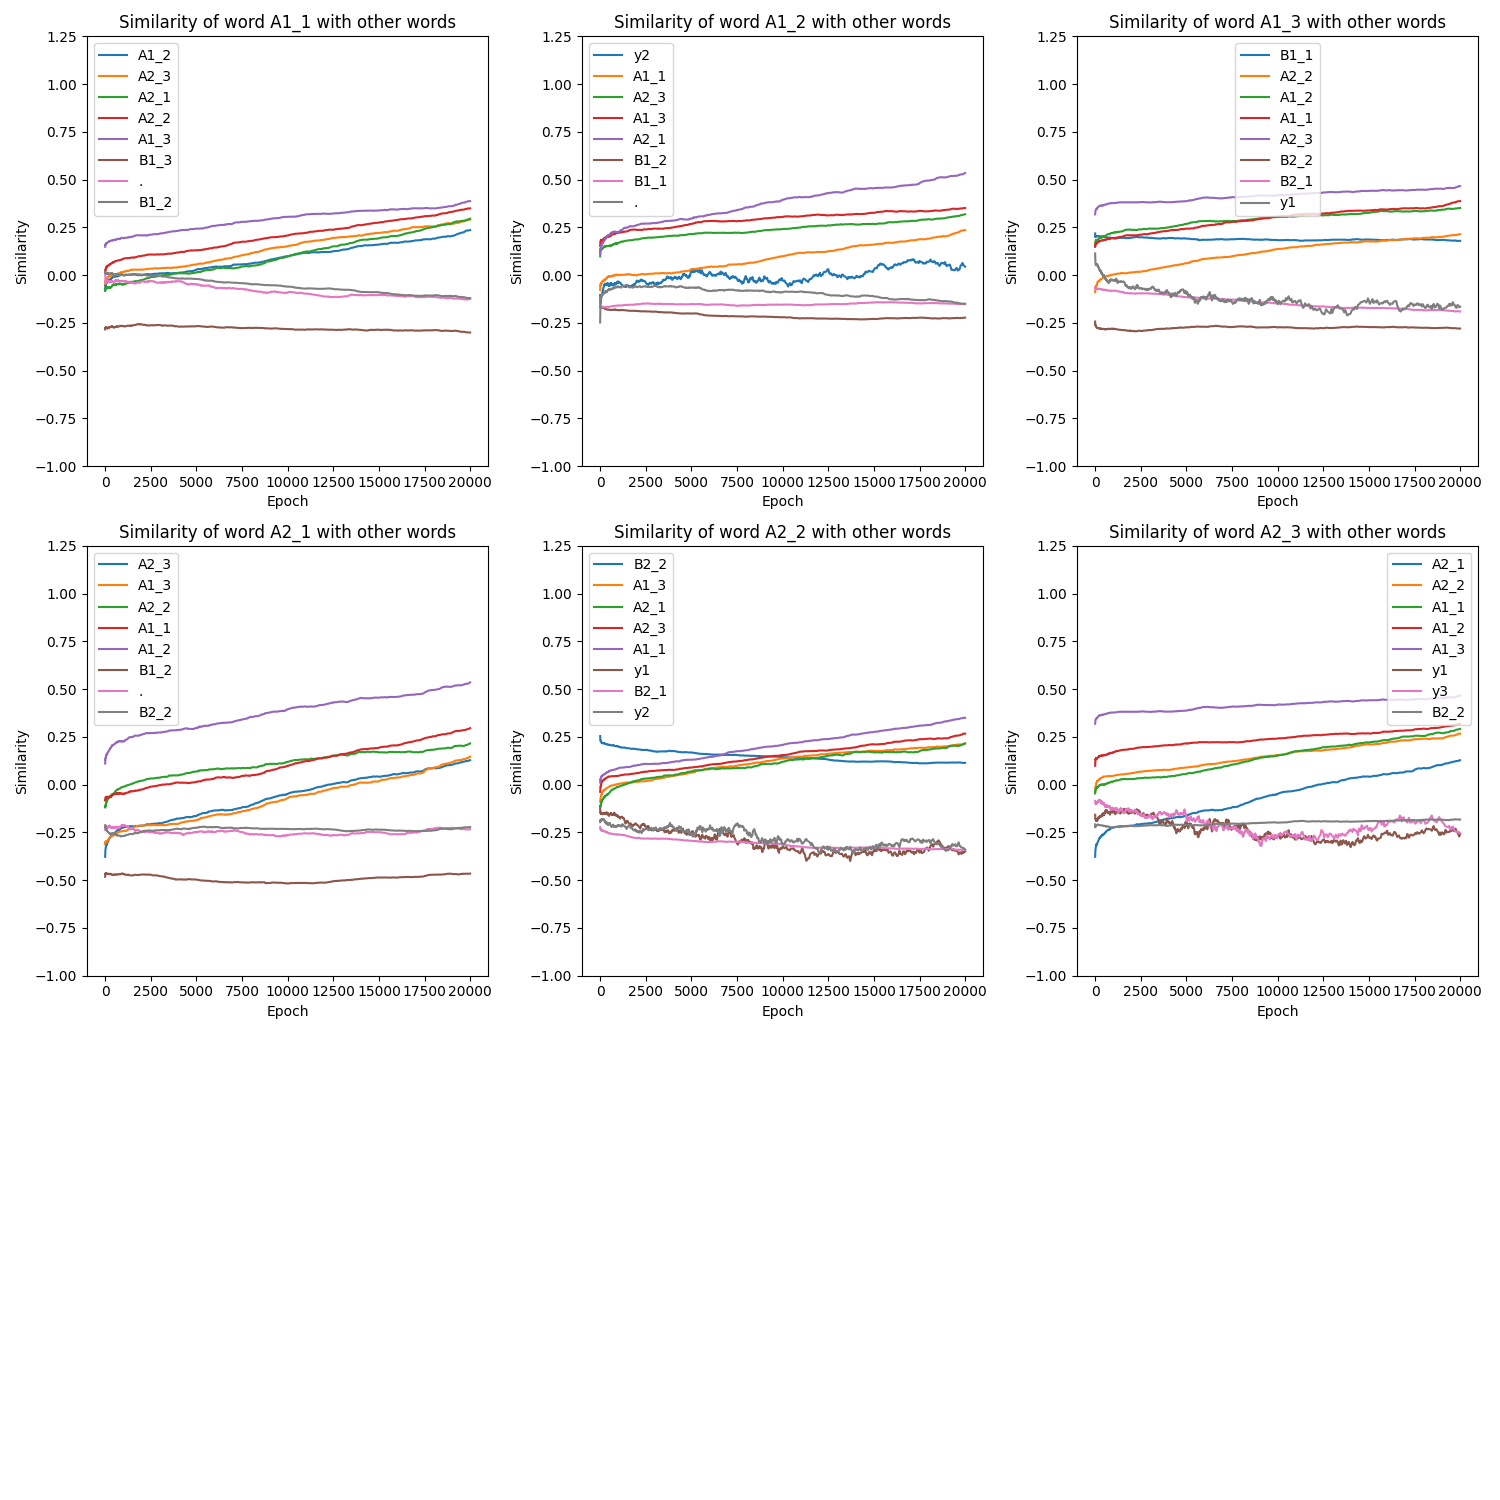 Similarity of word A1_1 with other words
1.25
1.00
0.75
0.50
0.25
0.00
−0.25
−0.50
−0.75
−1.00
Similarity
A1_2
A2_3
A2_1
A2_2
A1_3
B1_3
.
B1_2
0 2500 5000 7500 10000 12500 15000 17500 20000
Epoch
Similarity of word A1_2 with other words
1.25
1.00
0.75
0.50
0.25
0.00
−0.25
−0.50
−0.75
−1.00
Similarity
y2
A1_1
A2_3
A1_3
A2_1
B1_2
B1_1
.
0 2500 5000 7500 10000 12500 15000 17500 20000
Epoch
Similarity of word A1_3 with other words
1.25
1.00
0.75
0.50
0.25
0.00
−0.25
−0.50
−0.75
−1.00
Similarity
B1_1
A2_2
A1_2
A1_1
A2_3
B2_2
B2_1
y1
0 2500 5000 7500 10000 12500 15000 17500 20000
Epoch
Similarity of word A2_1 with other words
1.25
1.00
0.75
0.50
0.25
0.00
−0.25
−0.50
−0.75
−1.00
Similarity
A2_3
A1_3
A2_2
A1_1
A1_2
B1_2
.
B2_2
0 2500 5000 7500 10000 12500 15000 17500 20000
Epoch
Similarity of word A2_2 with other words
1.25
1.00
0.75
0.50
0.25
0.00
−0.25
−0.50
−0.75
−1.00
Similarity
B2_2
A1_3
A2_1
A2_3
A1_1
y1
B2_1
y2
0 2500 5000 7500 10000 12500 15000 17500 20000
Epoch
Similarity of word A2_3 with other words
1.25
1.00
0.75
0.50
0.25
0.00
−0.25
−0.50
−0.75
−1.00
Similarity
A2_1
A2_2
A1_1
A1_2
A1_3
y1
y3
B2_2
0 2500 5000 7500 10000 12500 15000 17500 20000
Epoch